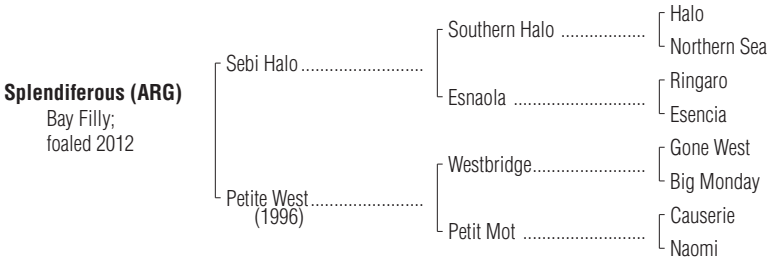 Halo
Southern Halo ....................
Northern Sea
Sebi Halo .............................
Ringaro
Esnaola ................................
Esencia
Splendiferous (ARG)
Bay Filly;
foaled 2012
Gone West
Westbridge...........................
Big Monday
Petite West ...........................
(1996)
Causerie
Petit Mot .............................
Naomi